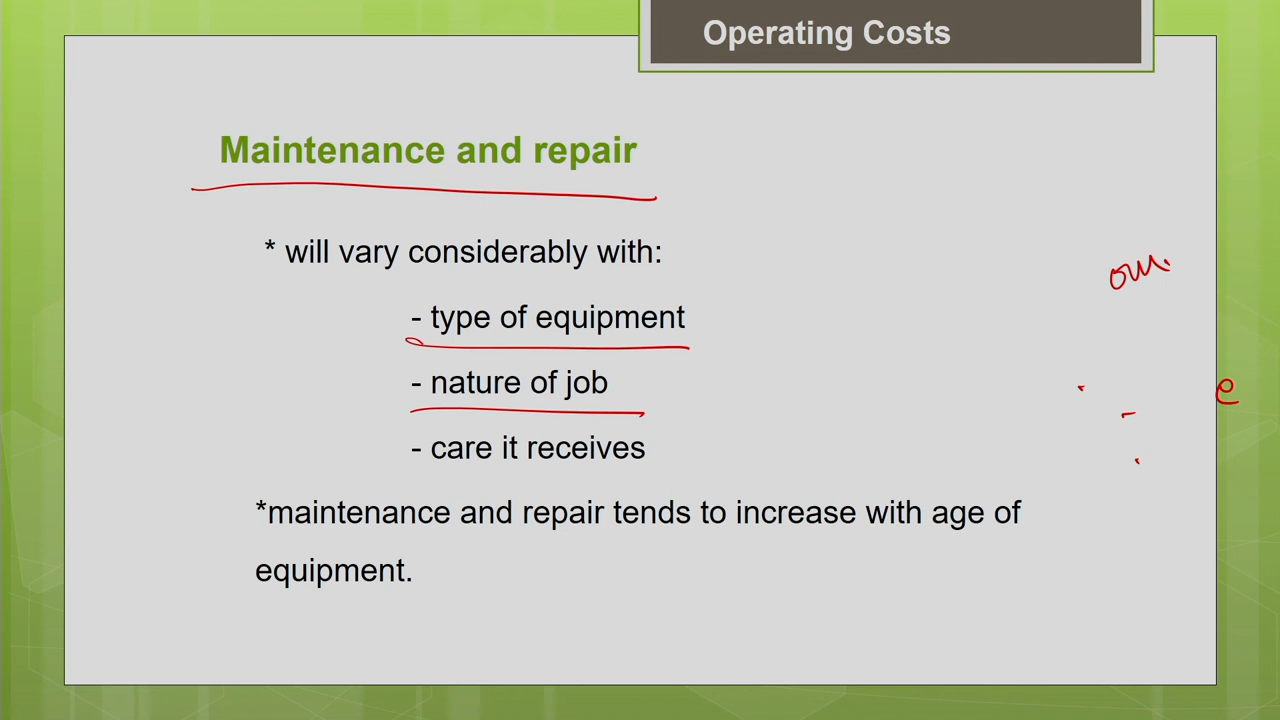 Operating Costs
Maintenance and repair
* will vary considerably with:
- type of equipment
- nature of job
- care it receives
*maintenance and repair tends to increase with age of
equipment.
e